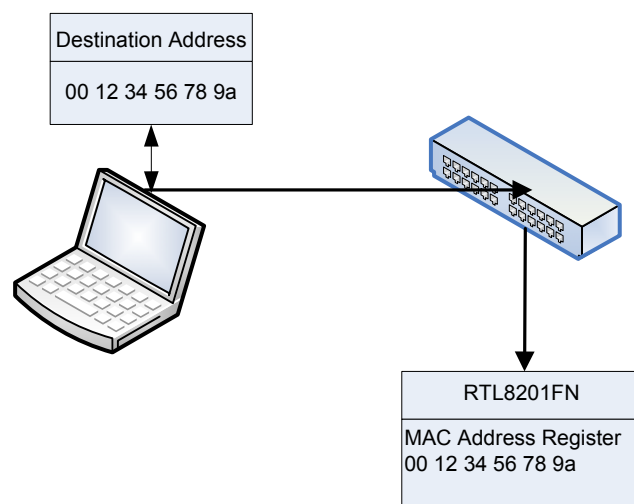 Destination Address
00 12 34 56 78 9a
RTL8201FN
MAC Address Register
00 12 34 56 78 9a